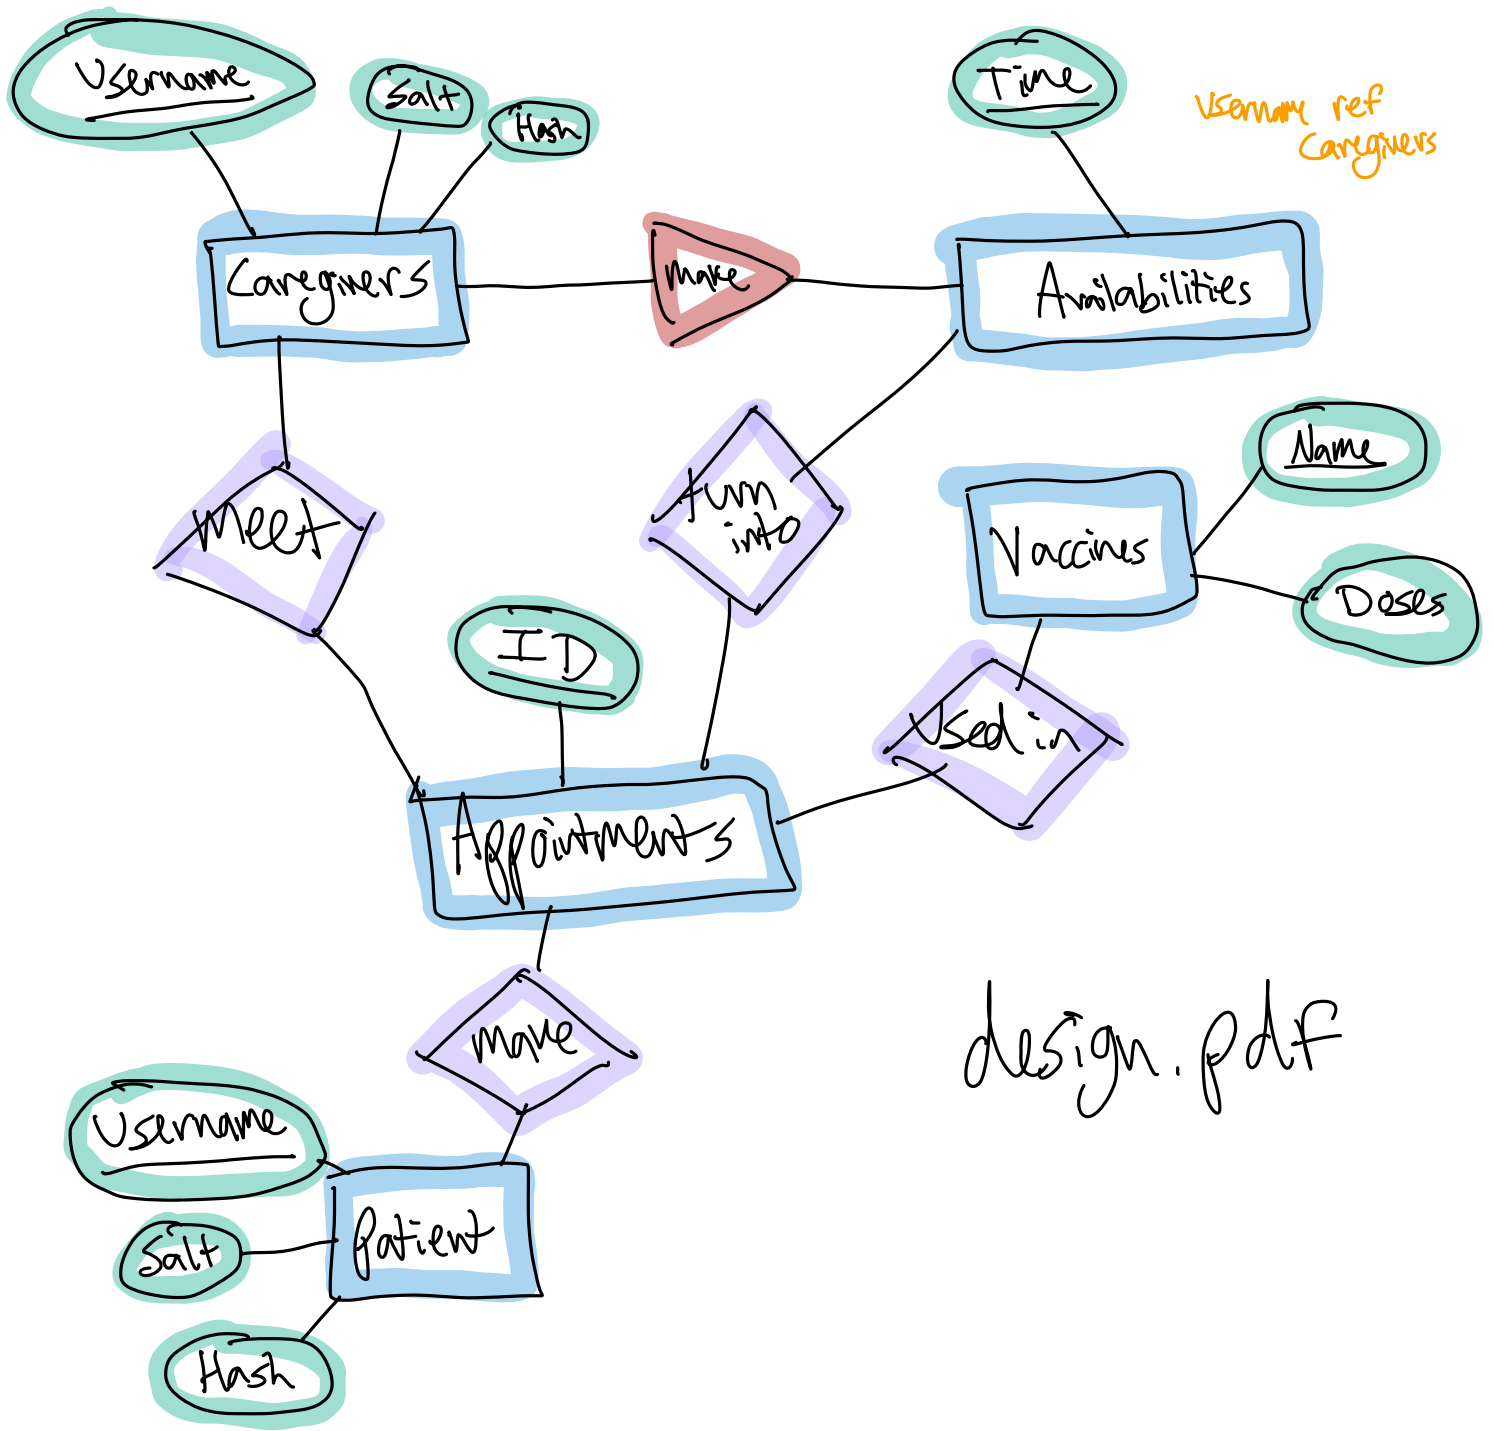 Username
Salt
Hash
Time
Username ref
Caregivers
Caregivers
make
Availabilities
Name
meet
turn
into
Vaccines
Doses
ID
Used in
Appointments
make
design.pdf
Username
patient
Salt
Hash